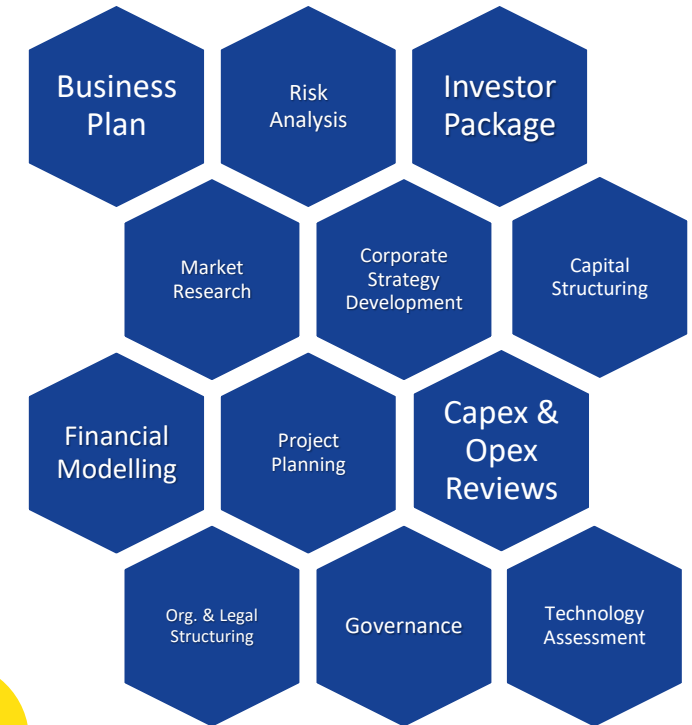 Business
Plan
Risk
Analysis
Investor
Package
Market
Research
Corporate
Strategy
Development
Capital
Structuring
Financial
Modelling
Project
Planning
Capex &
Opex
Reviews
Org. & Legal
Structuring
Governance
Technology
Assessment